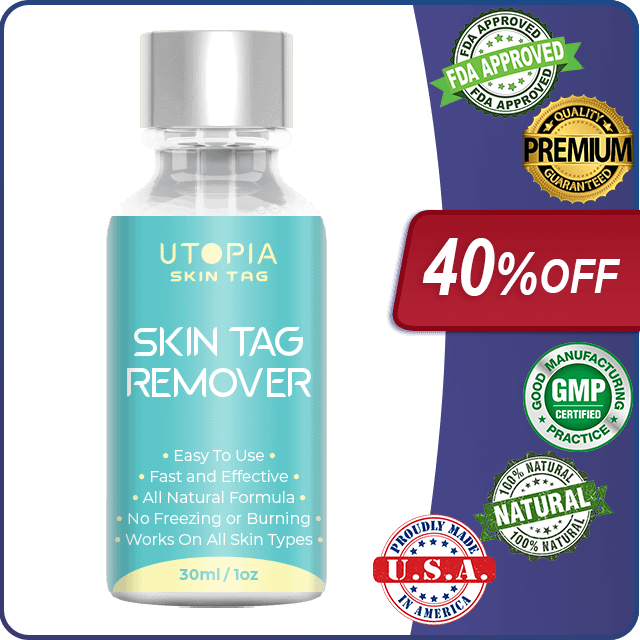 UTOPIA
SKIN TAG
SKIN TAG
REMOVER
• Easy To Use •
• Fast and Effective •
• All Natural Formula •
• No Freezing or Burning •
• Works On All Skin Types •
30ml / 1oz
FDA APPROVED
FDA APPROVED
FDA APPROVED
QUALITY
PREMIUM
GUARANTEED
40%OFF
GOOD MANUFACTURING
GMP
CERTIFIED
PRACTICE
100% NATURAL
NATURAL
100% NATURAL
PROUDLY MADE
U.S.A.
IN AMERICA